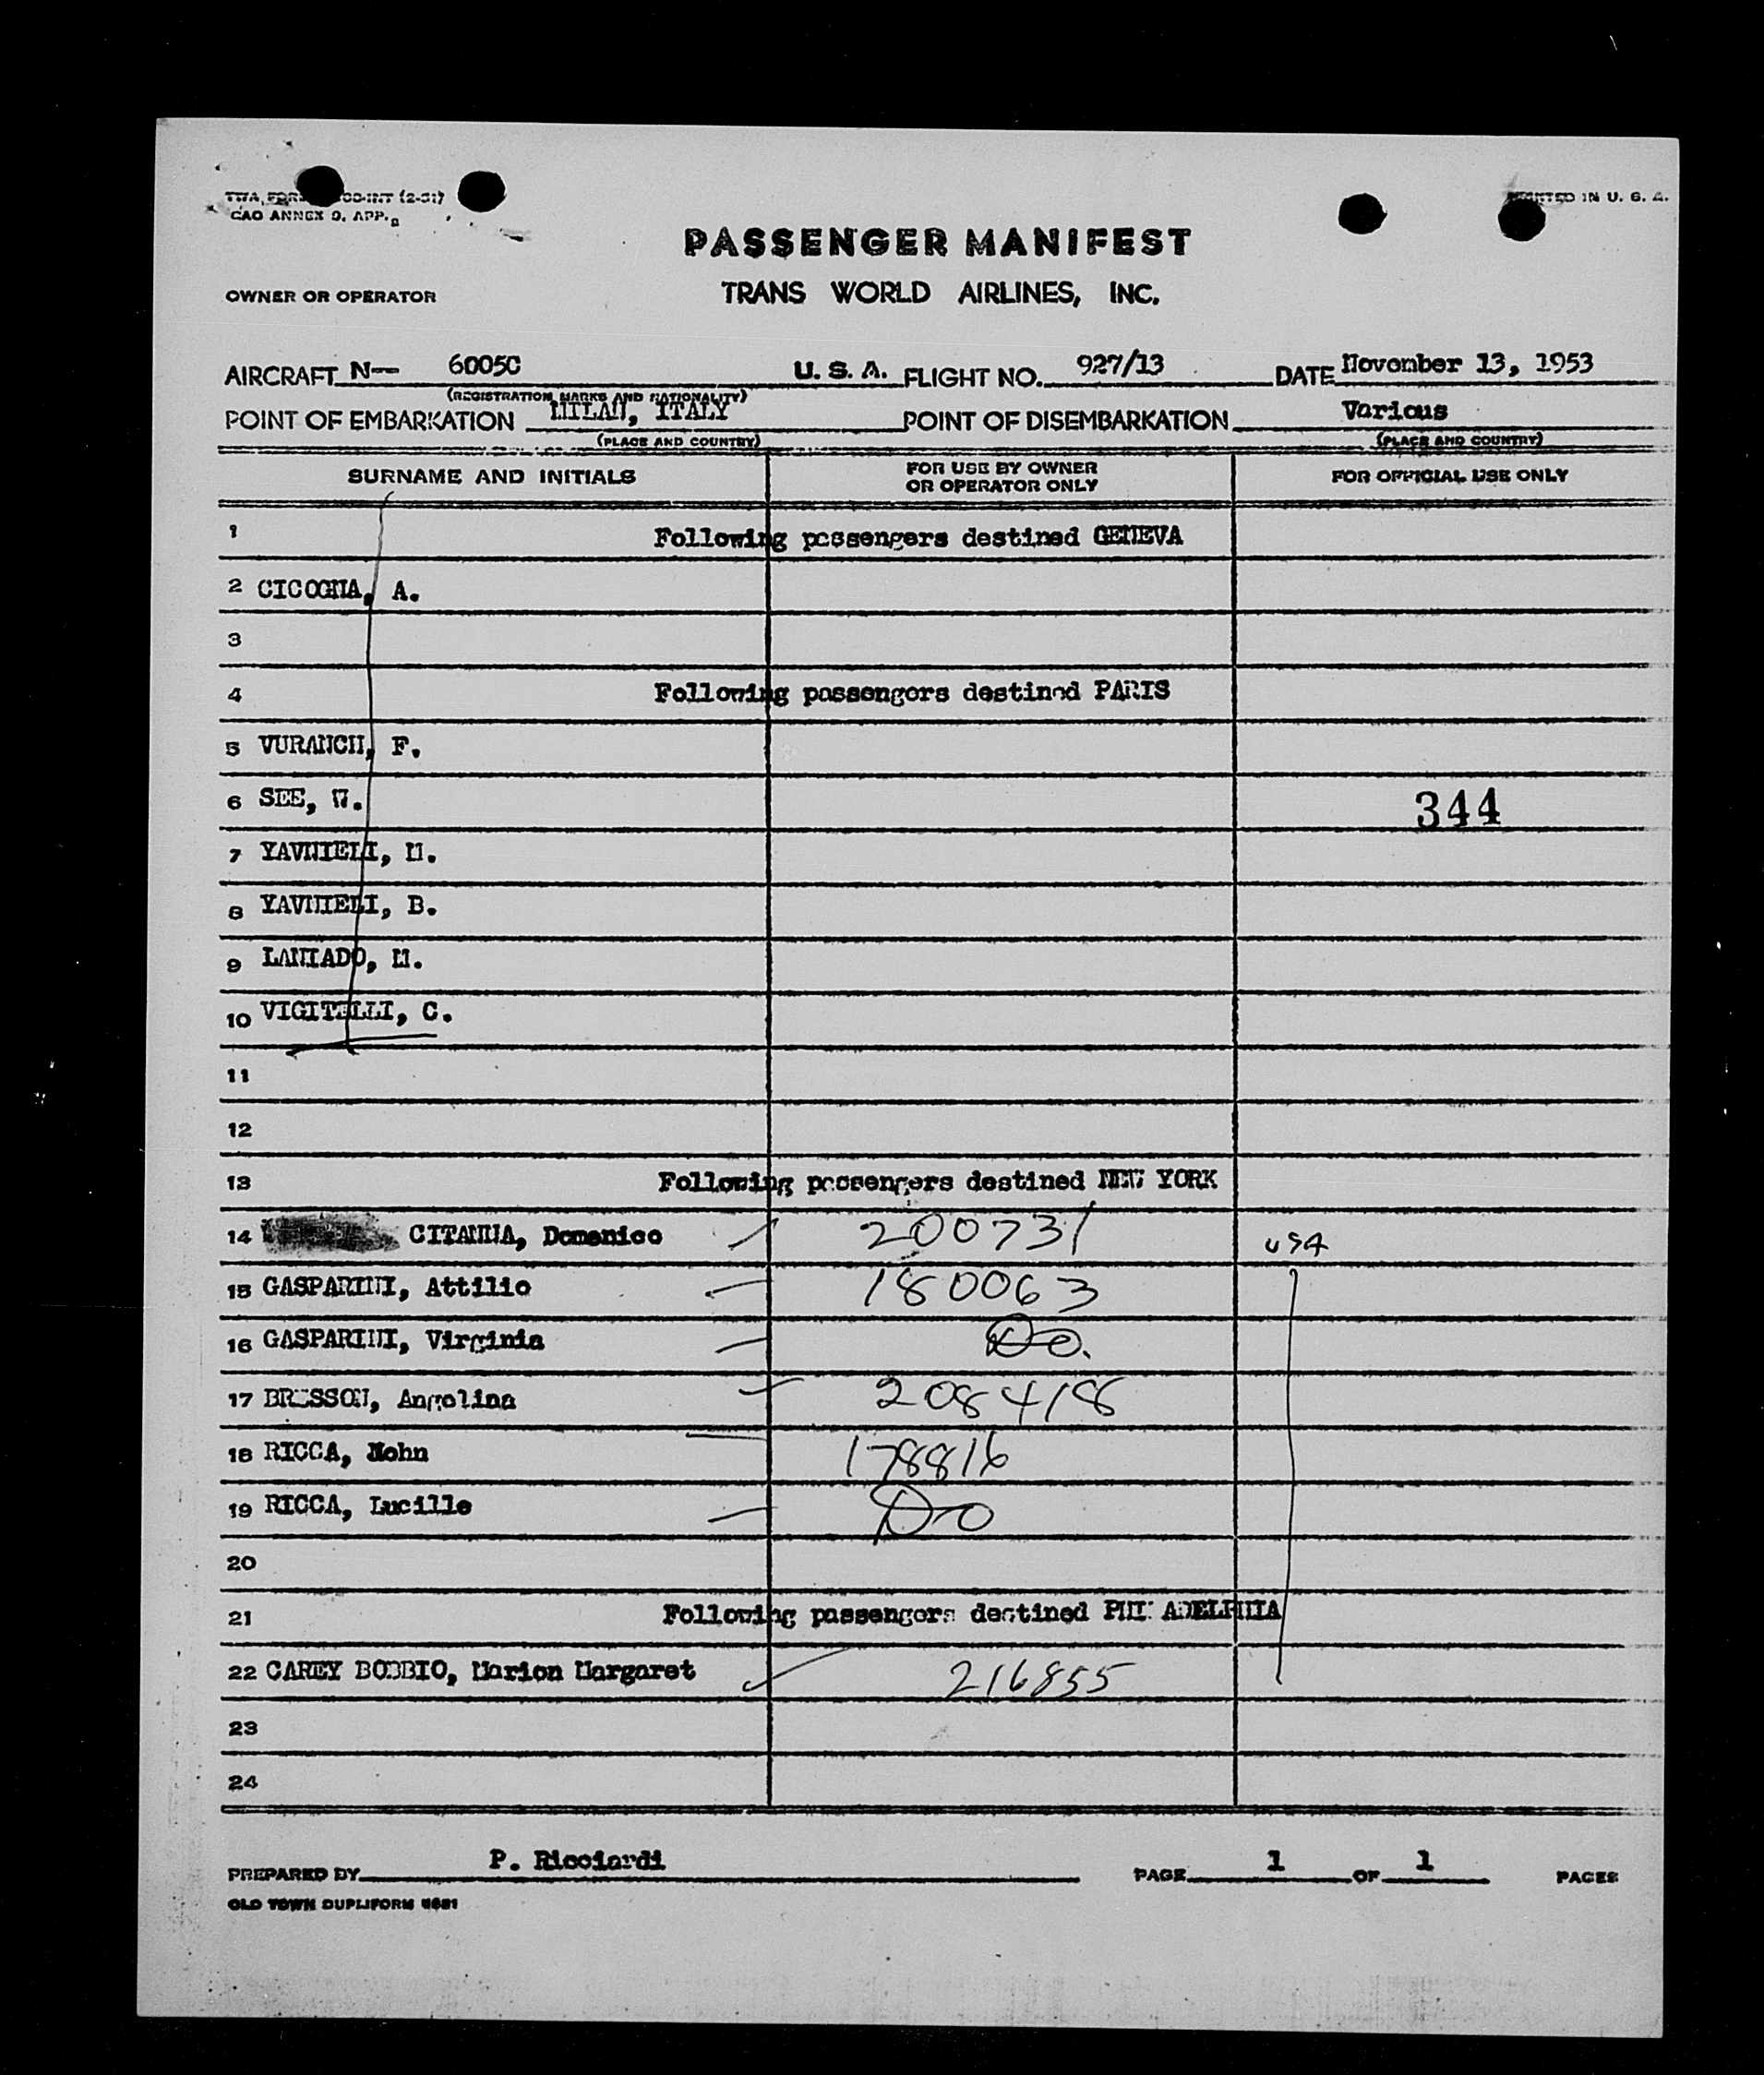 CAO ANNEX 9, APP.
PRINTED IN U. S. A.
PASSENGER MANIFEST
OWNER OR OPERATOR TRANS WORLD AIRLINES, INC.
AIRCRAFT N-- 6005C U. S. A. FLIGHT NO. 927/13 DATE November 13, 1953
(REGISTRATION MARKS AND NATIONALITY)
POINT OF EMBARKATION MILAN, ITALY POINT OF DISEMBARKATION Various
(PLACE AND COUNTRY) (PLACE AND COUNTRY)
SURNAME AND INITIALS FOR USE BY OWNER OR OPERATOR ONLY FOR OFFICIAL USE ONLY
1 Following passengers destined GENEVA
2 CICOGNA, A.
3
4 Following passengers destined PARIS
5 VURANCH, F.
6 SEE, W. 344
7 YAVNIELI, M.
8 YAVNIELI, B.
9 LANIADO, M.
10 VIGITELLI, C.
11
12
13 Following passengers destined NEW YORK
14 CITANNA, Domenico 200731 USA
15 GASPARINI, Attilio 180063
16 GASPARINI, Virginia Do.
17 BRESSON, Angelina 208418
18 RICCA, John 178816
19 RICCA, Lucille Do
20
21 Following passengers destined PHILADELPHIA
22 CAREY BOBBIO, Marion Margaret 216855
23
24
PREPARED BY P. Ricciardi PAGE 1 OF 1 PAGES
OLD TOWN DUPLIFORM